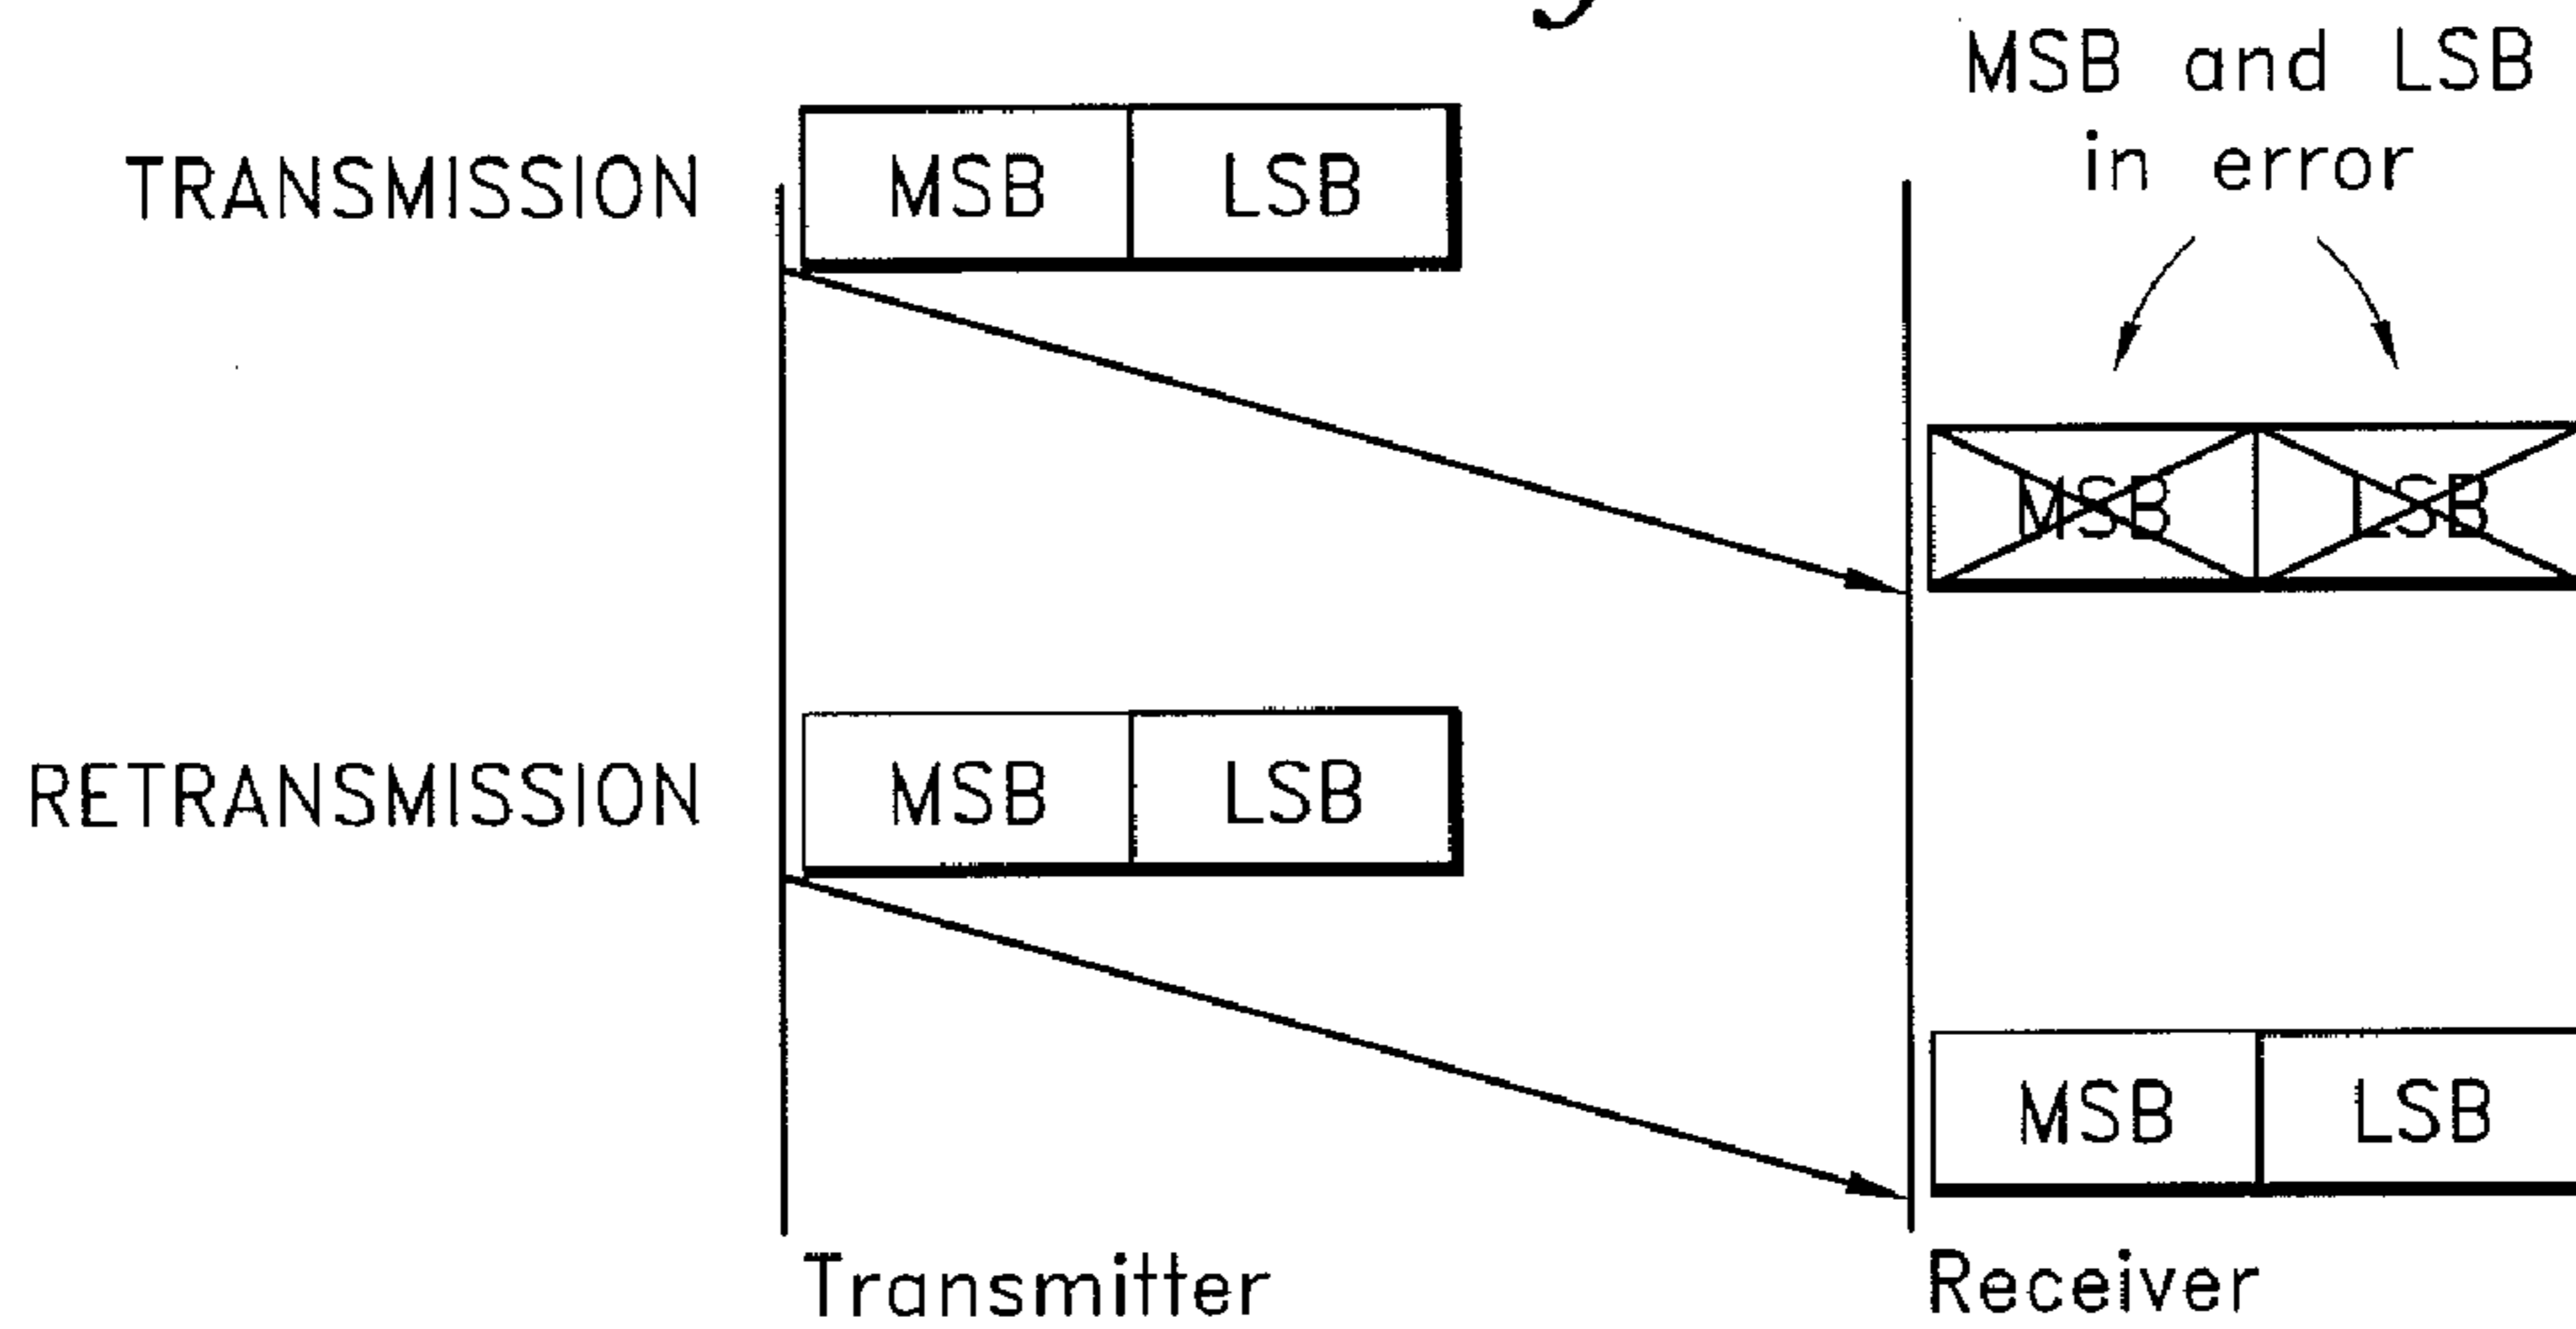 MSB and LSB
in error
TRANSMISSION
MSB LSB
MSB LSB
RETRANSMISSION
MSB LSB
MSB LSB
Transmitter
Receiver